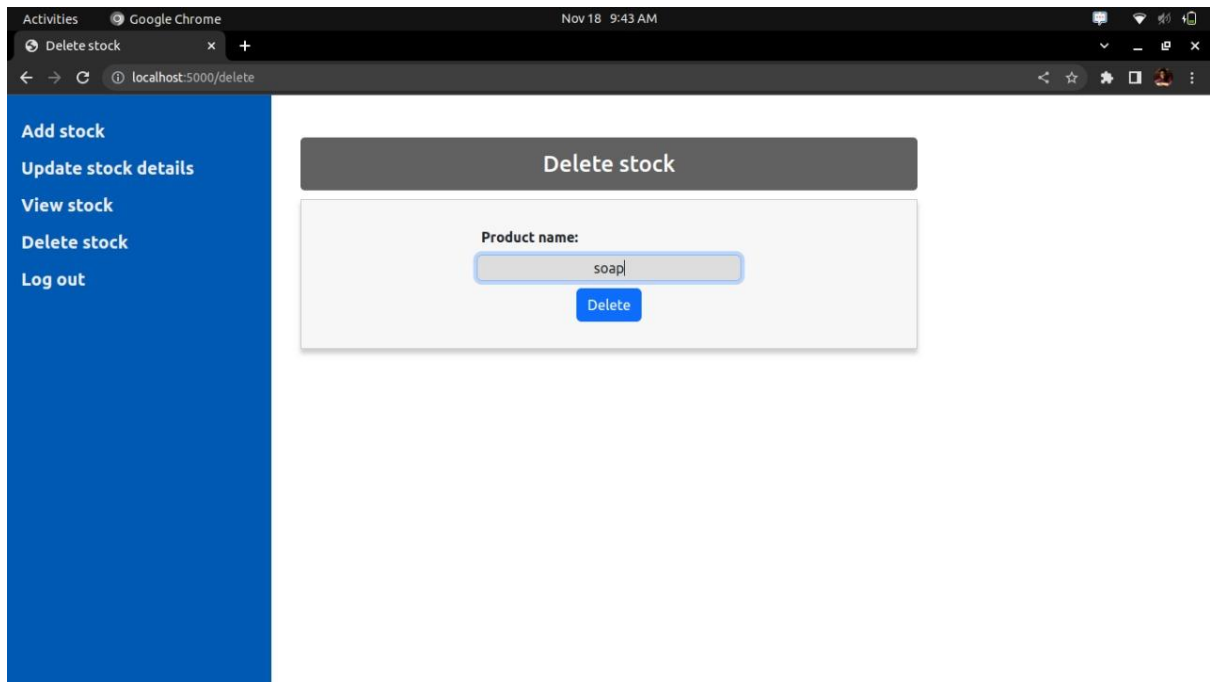 Activities Google Chrome Nov 18 9:43 AM
Delete stock × +
localhost:5000/delete
Add stock
Update stock details
View stock
Delete stock
Log out
Delete stock
Product name:
soap
Delete